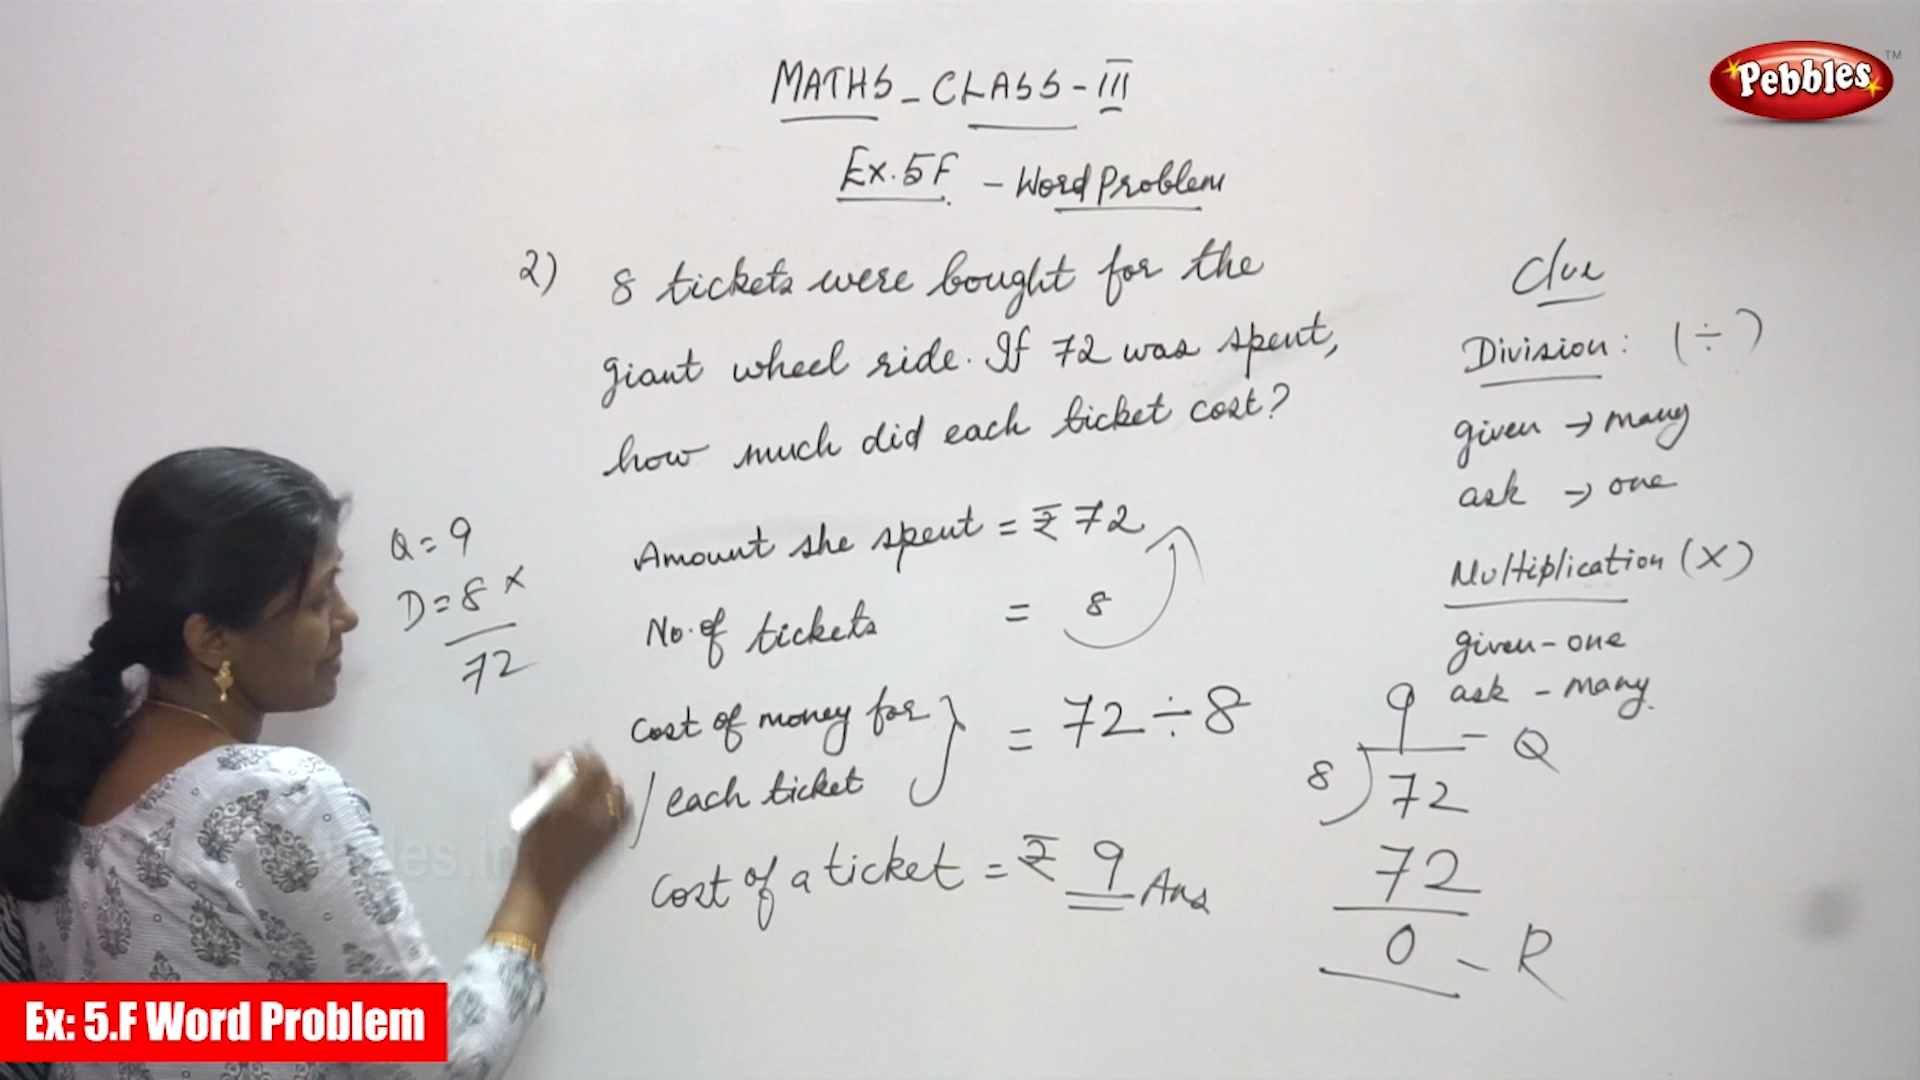 Pebbles™
MATHS - CLASS - III
Ex. 5F - Word Problem
2) 8 tickets were bought for the
giant wheel ride. If 72 was spent,
how much did each ticket cost?
Amount she spent = ₹ 72
No. of tickets = 8
Cost of money for
each ticket } = 72 ÷ 8
Cost of a ticket = ₹ 9 Ans
Q = 9
D = 8 ×
72
Clue
Division: (÷)
given → many
ask → one
Multiplication (X)
given - one
ask - many.
9 - Q
8) 72
72
0 - R
Ex: 5.F Word Problem